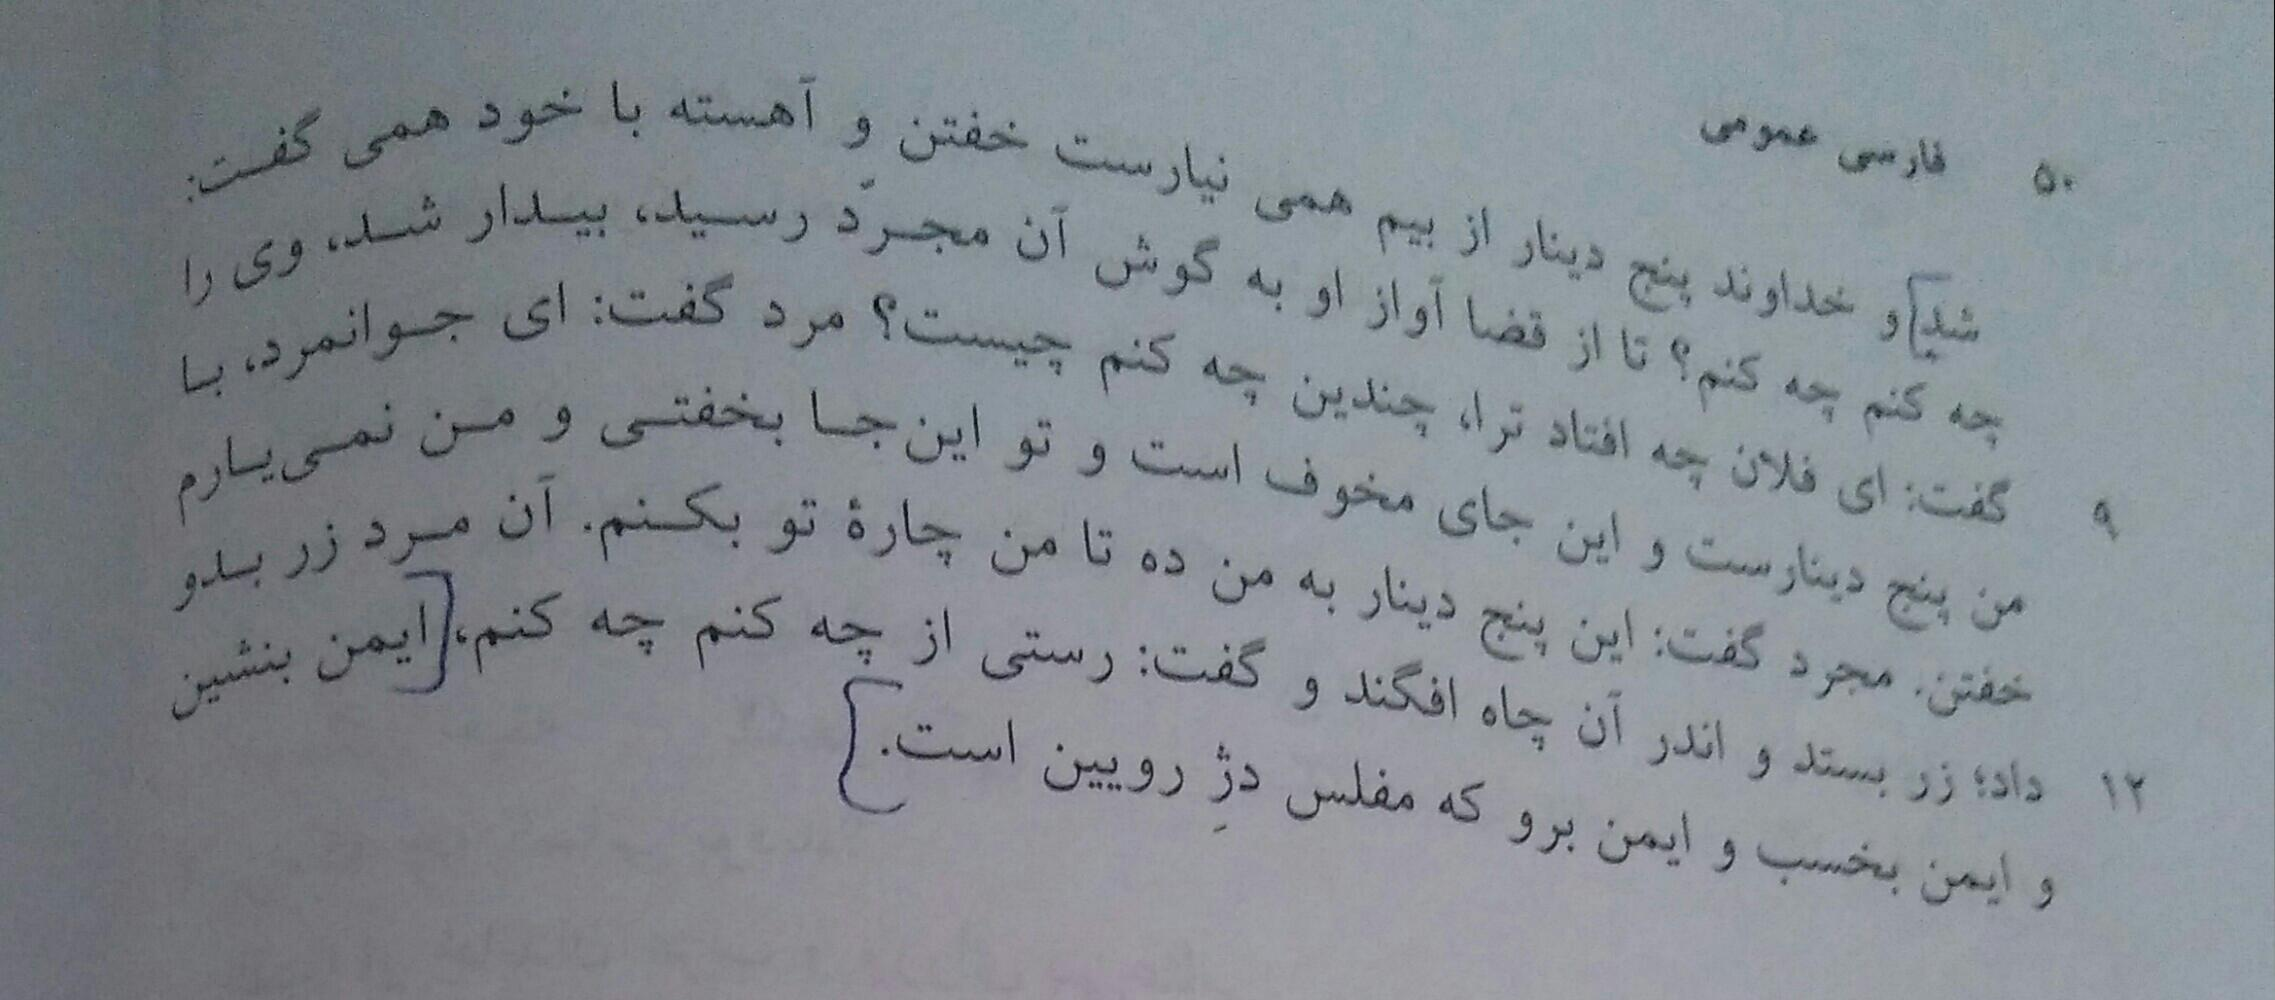 ۵۰ فارسی عمومی
شد] و خداوند پنج دینار از بیم همی نیارست خفتن و آهسته با خود همی گفت:
چه کنم چه کنم؟ تا از قضا آواز او به گوش آن مجرّد رسید، بیدار شد، وی را
۹ گفت: ای فلان چه افتاد ترا، چندین چه کنم چیست؟ مرد گفت: ای جوانمرد، با
من پنج دینارست و این جای مخوف است و تو این‌جا بخفتی و من نمی‌یارم
خفتن. مجرد گفت: این پنج دینار به من ده تا من چارهٔ تو بکنم. آن مرد زر بدو
۱۲ داد؛ زر بستد و اندر آن چاه افگند و گفت: رستی از چه کنم چه کنم، [ایمن بنشین
و ایمن بخسب و ایمن برو که مفلس دژِ رویین است.]